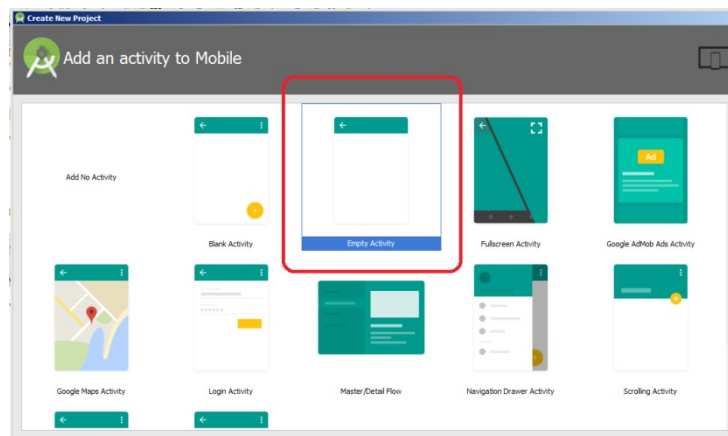 Create New Project
Add an activity to Mobile
Add No Activity
Blank Activity
Empty Activity
Fullscreen Activity
Ad
Google AdMob Ads Activity
Google Maps Activity
Login Activity
Master/Detail Flow
Navigation Drawer Activity
Scrolling Activity